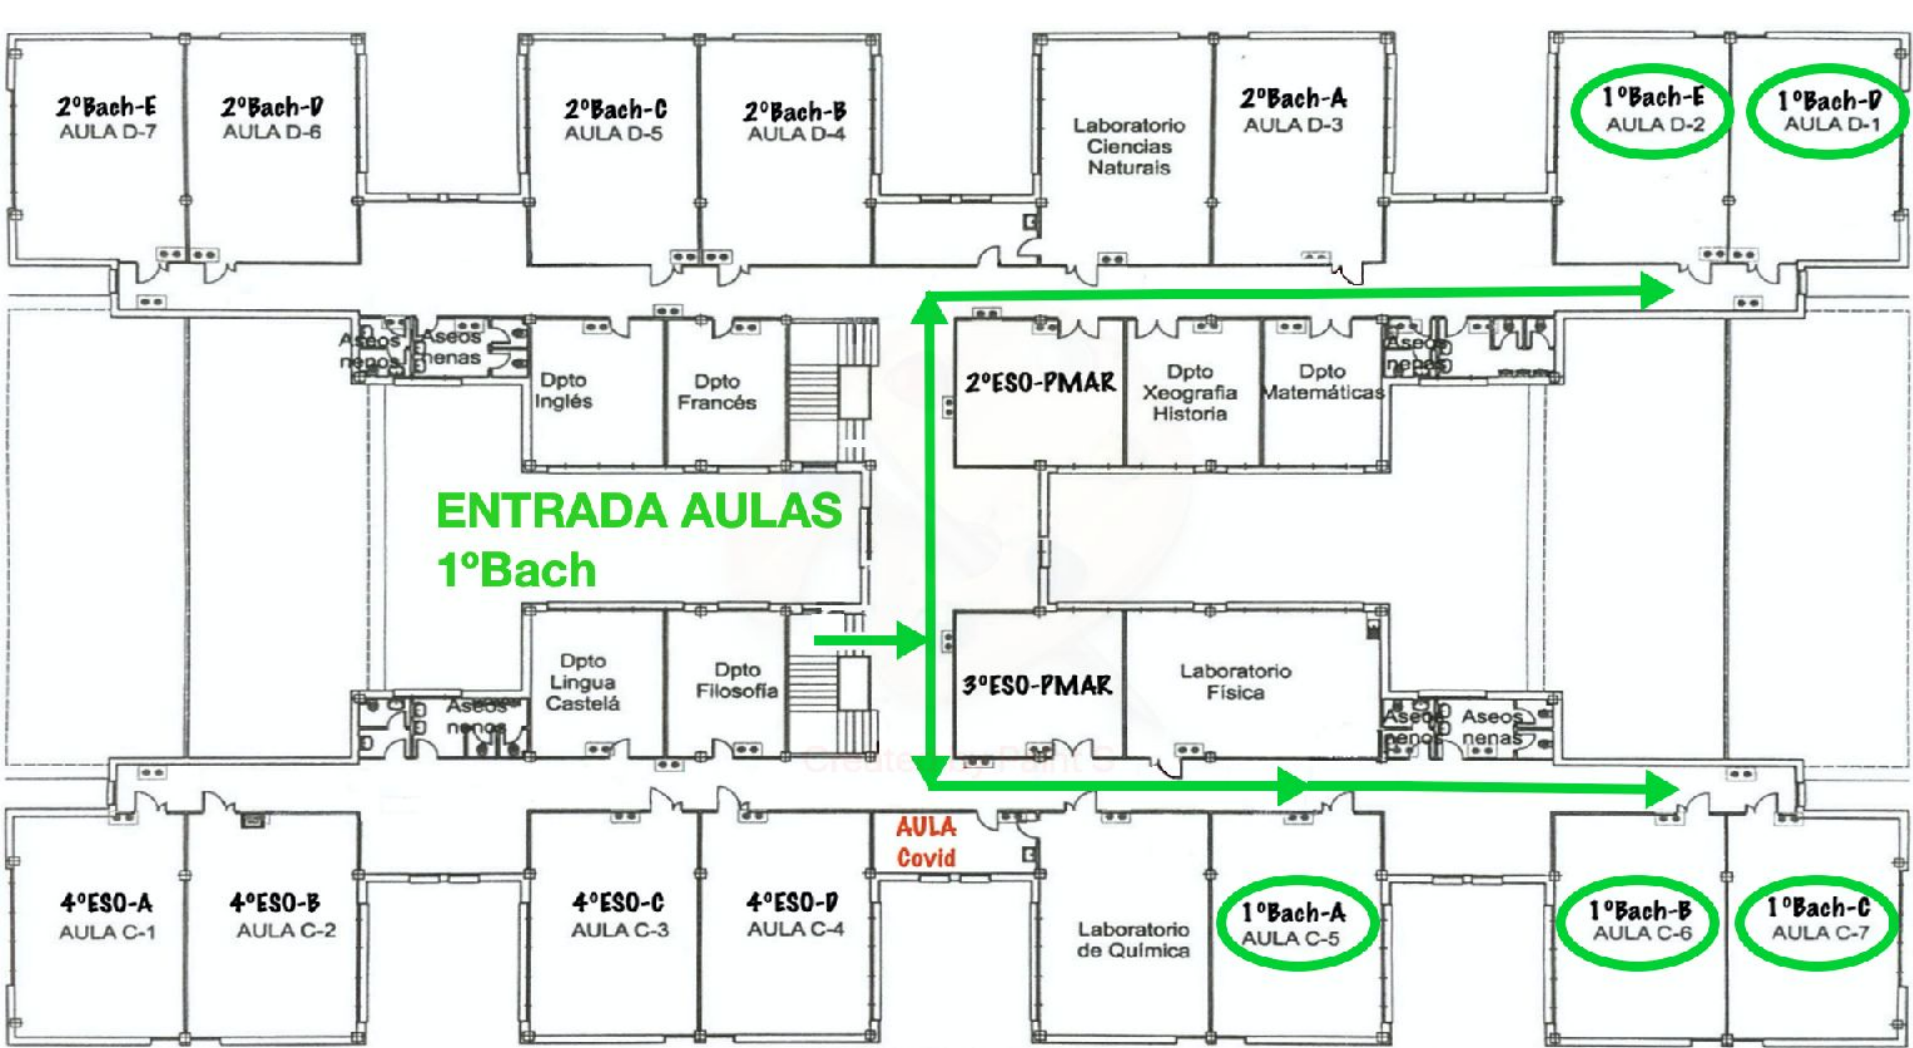 2ºBach-E
AULA D-7
2ºBach-D
AULA D-6
2ºBach-C
AULA D-5
2ºBach-B
AULA D-4
Laboratorio
Ciencias
Naturais
2ºBach-A
AULA D-3
1ºBach-E
AULA D-2
1ºBach-D
AULA D-1
Aseos
nenos
Aseos
nenas
Dpto
Inglés
Dpto
Francés
2ºESO-PMAR
Dpto
Xeografia
Historia
Dpto
Matemáticas
Aseos
nenos
ENTRADA AULAS
1ºBach
Dpto
Lingua
Castelá
Dpto
Filosofía
3ºESO-PMAR
Laboratorio
Física
Aseos
nenos
Aseos
nenos
Aseos
nenas
AULA
Covid
4ºESO-A
AULA C-1
4ºESO-B
AULA C-2
4ºESO-C
AULA C-3
4ºESO-D
AULA C-4
Laboratorio
de Química
1ºBach-A
AULA C-5
1ºBach-B
AULA C-6
1ºBach-C
AULA C-7